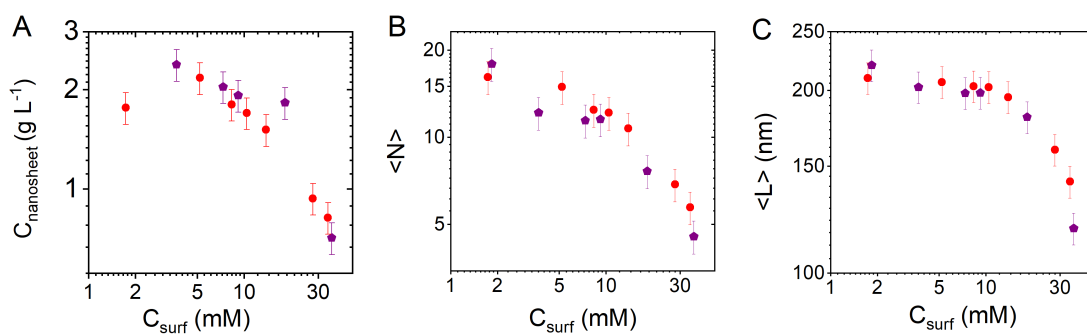 A
3
2
1
C_nanosheet (g L⁻¹)
1 2 5 10 30
C_surf (mM)
B
20
15
10
5
<N>
1 2 5 10 30
C_surf (mM)
C
250
200
150
100
<L> (nm)
1 2 5 10 30
C_surf (mM)